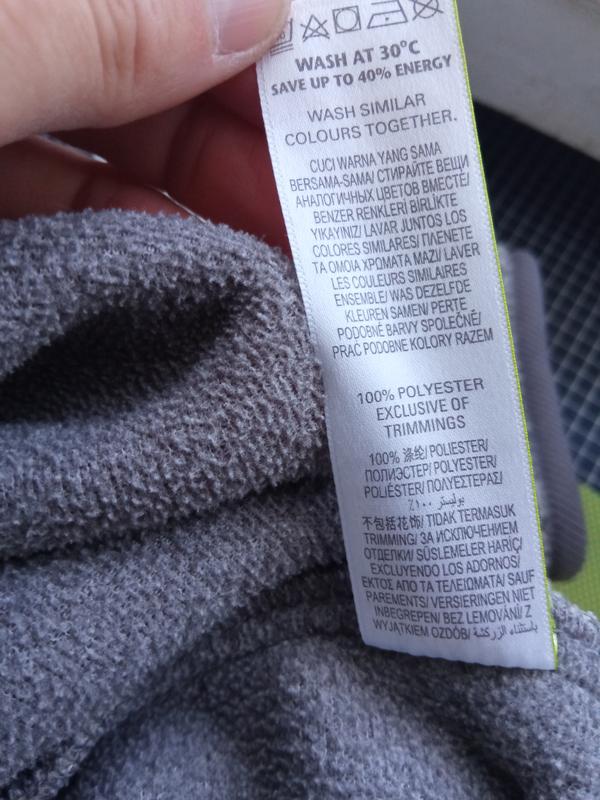 WASH AT 30°C
SAVE UP TO 40% ENERGY
WASH SIMILAR
COLOURS TOGETHER.
CUCI WARNA YANG SAMA
BERSAMA-SAMA/ СТИРАЙТЕ ВЕЩИ
АНАЛОГИЧНЫХ ЦВЕТОВ ВМЕСТЕ/
BENZER RENKLERİ BİRLİKTE
YIKAYINIZ/ LAVAR JUNTOS LOS
COLORES SIMILARES/ ΠΛΕΝΕΤΕ
ΤΑ ΟΜΟΙΑ ΧΡΩΜΑΤΑ ΜΑΖΙ/ LAVER
LES COULEURS SIMILAIRES
ENSEMBLE/ WAS DEZELFDE
KLEUREN SAMEN/ PERTE
PODOBNÉ BARVY SPOLEČNĚ/
PRAĆ PODOBNE KOLORY RAZEM
100% POLYESTER
EXCLUSIVE OF
TRIMMINGS
100% 涤纶/ POLIESTER/
ПОЛИЭСТЕР/ POLYESTER/
POLIÉSTER/ ΠΟΛΥΕΣΤΕΡΑΣ/
بوليستر ١٠٠٪
不包括花饰/ TIDAK TERMASUK
TRIMMING/ ЗА ИСКЛЮЧЕНИЕМ
ОТДЕЛКИ/ SÜSLEMELER HARİÇ/
EXCLUYENDO LOS ADORNOS/
ΕΚΤΟΣ ΑΠΟ ΤΑ ΤΕΛΕΙΩΜΑΤΑ/ SAUF
PAREMENTS/ VERSIERINGEN NIET
INBEGREPEN/ BEZ LEMOVÁNÍ/ Z
WYJĄTKIEM OZDÓB/ باستثناء الزركشة